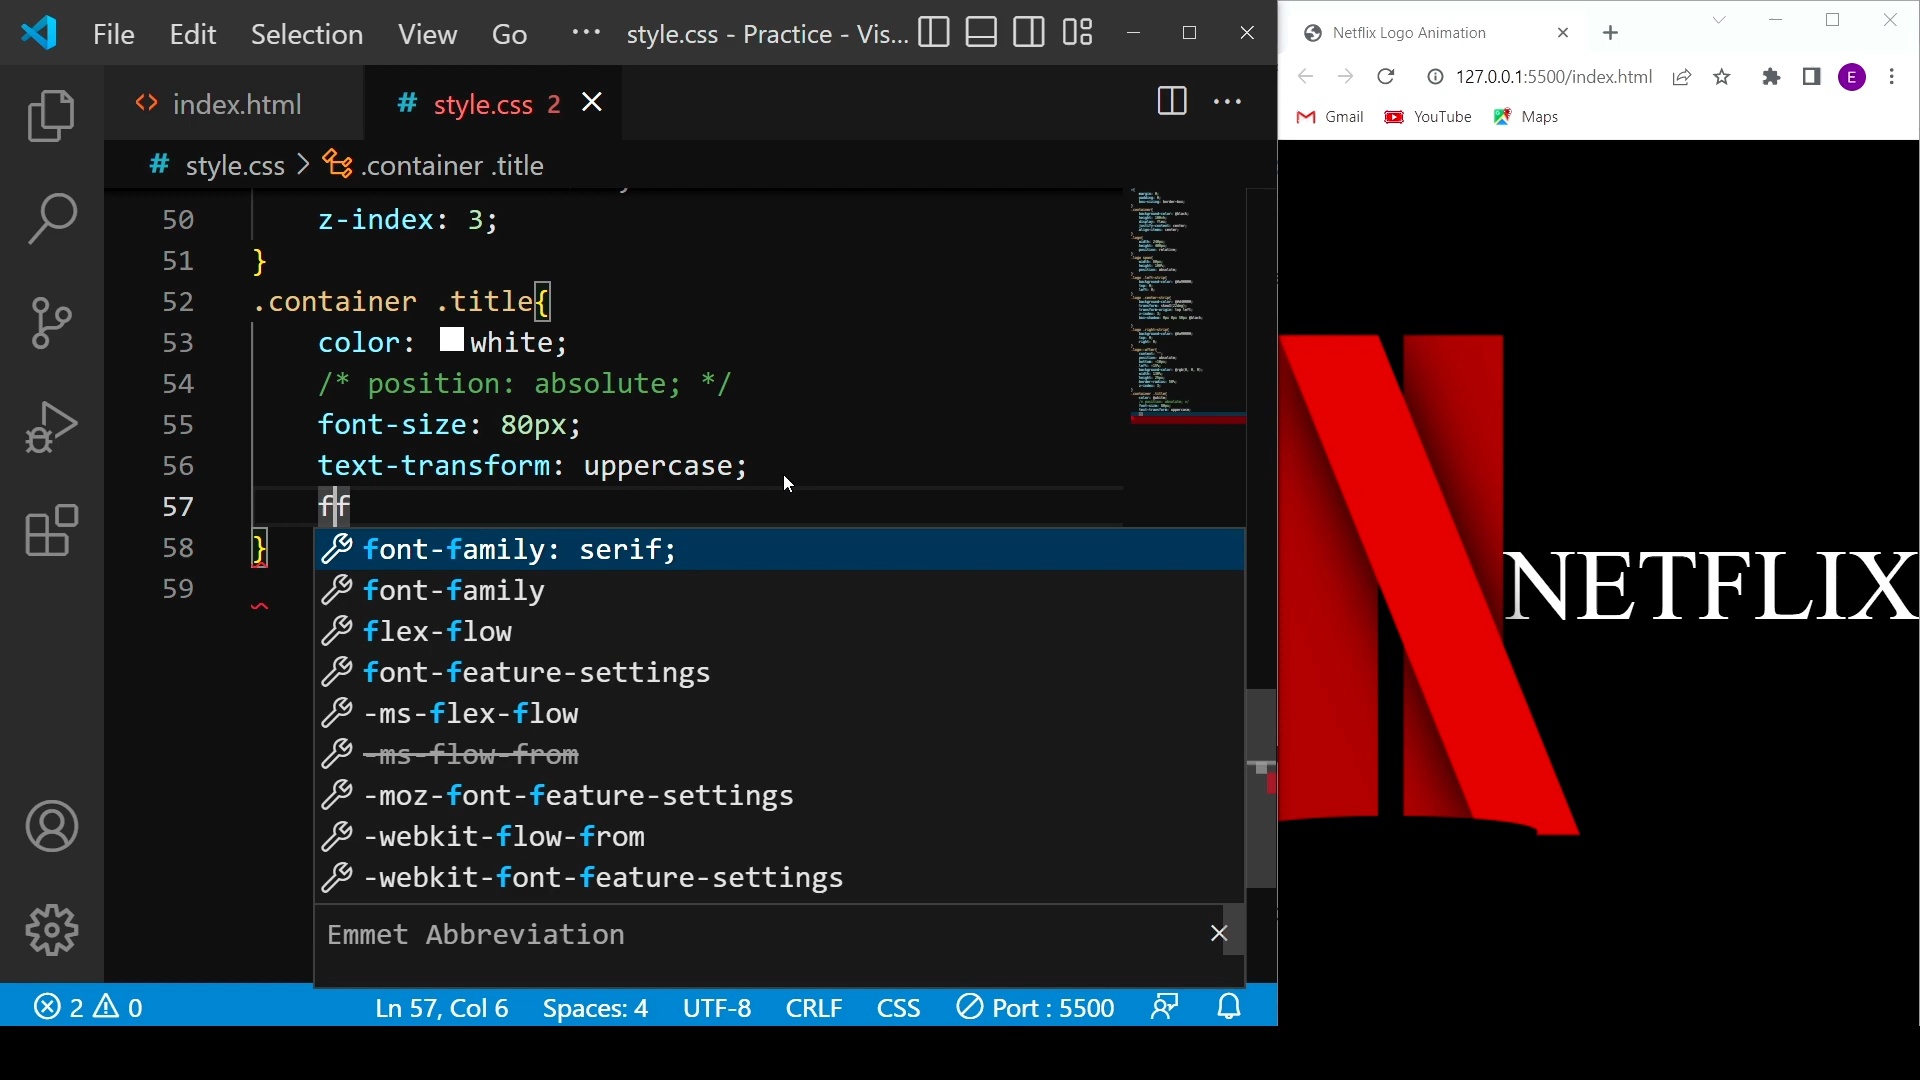 File Edit Selection View Go ··· style.css - Practice - Vis...
index.html
# style.css 2
# style.css > .container .title
50 z-index: 3;
51 }
52 .container .title{
53 color: white;
54 /* position: absolute; */
55 font-size: 80px;
56 text-transform: uppercase;
57 ff
58 }
59
font-family: serif;
font-family
flex-flow
font-feature-settings
-ms-flex-flow
-ms-flow-from
-moz-font-feature-settings
-webkit-flow-from
-webkit-font-feature-settings
Emmet Abbreviation
2 0 Ln 57, Col 6 Spaces: 4 UTF-8 CRLF CSS Port : 5500
Netflix Logo Animation
127.0.0.1:5500/index.html E
Gmail YouTube Maps
NETFLIX